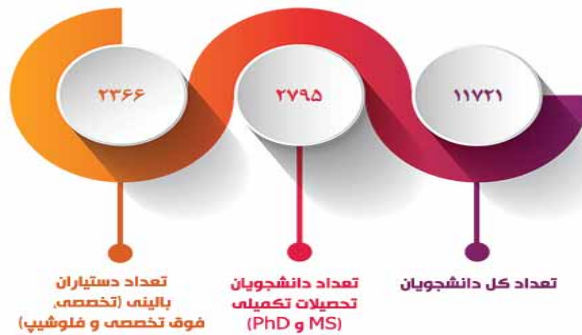 ۱۱۷۲۱
تعداد کل دانشجویان
۲۷۹۵
تعداد دانشجویان
تحصیلات تکمیلی
(MS و PhD)
۲۳۶۶
تعداد دستیاران
بالینی (تخصصی،
فوق تخصصی و فلوشیپ)